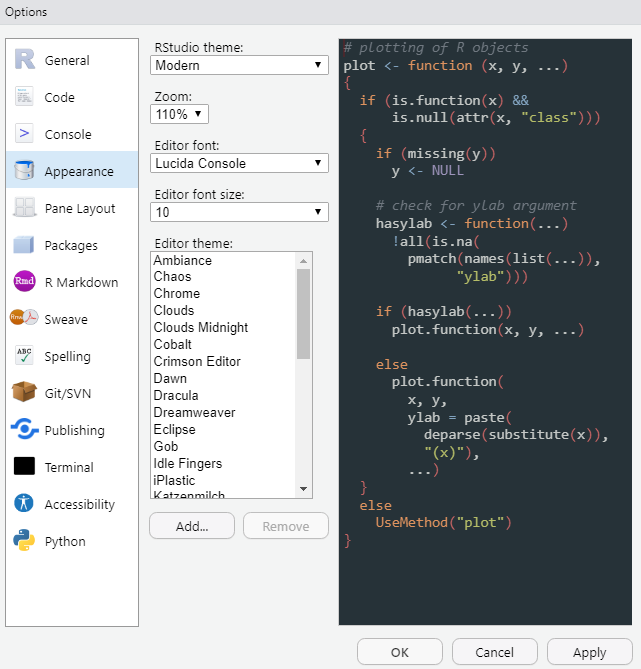 Options
General
Code
Console
Appearance
Pane Layout
Packages
Rmd R Markdown
Rnw Sweave
ABC Spelling
Git/SVN
Publishing
Terminal
Accessibility
Python
RStudio theme:
Modern
Zoom:
110%
Editor font:
Lucida Console
Editor font size:
10
Editor theme:
Ambiance
Chaos
Chrome
Clouds
Clouds Midnight
Cobalt
Crimson Editor
Dawn
Dracula
Dreamweaver
Eclipse
Gob
Idle Fingers
iPlastic
Katzenmilch
Add...
Remove
# plotting of R objects
plot <- function (x, y, ...)
{
  if (is.function(x) &&
      is.null(attr(x, "class")))
  {
    if (missing(y))
      y <- NULL

    # check for ylab argument
    hasylab <- function(...)
      !all(is.na(
        pmatch(names(list(...)),
              "ylab")))

    if (hasylab(...))
      plot.function(x, y, ...)

    else
      plot.function(
        x, y,
        ylab = paste(
          deparse(substitute(x)),
          "(x)"),
        ...)
  }
  else
    UseMethod("plot")
}
OK
Cancel
Apply